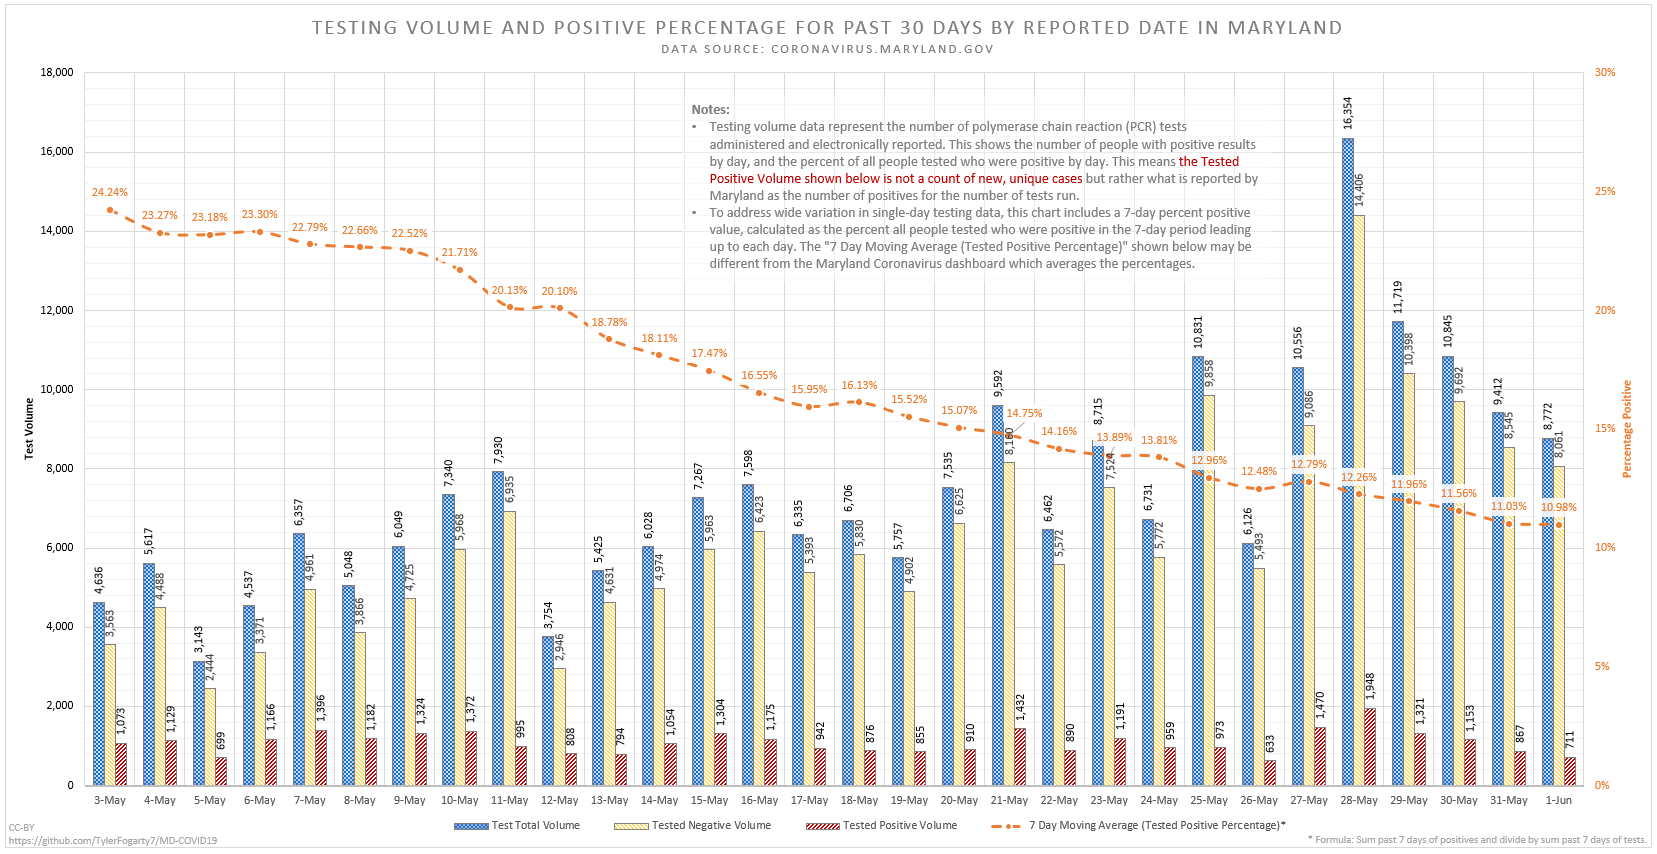 TESTING VOLUME AND POSITIVE PERCENTAGE FOR PAST 30 DAYS BY REPORTED DATE IN MARYLAND
DATA SOURCE: CORONAVIRUS.MARYLAND.GOV
18,000
16,000
14,000
12,000
10,000
8,000
6,000
4,000
2,000
0
Test Volume
30%
25%
20%
15%
10%
5%
0%
Percentage Positive
Notes:
• Testing volume data represent the number of polymerase chain reaction (PCR) tests
administered and electronically reported. This shows the number of people with positive results
by day, and the percent of all people tested who were positive by day. This means the Tested
Positive Volume shown below is not a count of new, unique cases but rather what is reported by
Maryland as the number of positives for the number of tests run.
• To address wide variation in single-day testing data, this chart includes a 7-day percent positive
value, calculated as the percent all people tested who were positive in the 7-day period leading
up to each day. The "7 Day Moving Average (Tested Positive Percentage)" shown below may be
different from the Maryland Coronavirus dashboard which averages the percentages.
24.24% 23.27% 23.18% 23.30% 22.79% 22.66% 22.52% 21.71% 20.13% 20.10% 18.78% 18.11% 17.47% 16.55% 15.95% 16.13% 15.52% 15.07% 14.75% 14.16% 13.89% 13.81% 12.96% 12.48% 12.79% 12.26% 11.96% 11.56% 11.03% 10.98%
4,636 5,617 3,143 4,537 6,357 5,048 6,049 7,340 7,930 3,754 5,425 6,028 7,267 7,598 6,335 6,706 5,757 7,535 9,592 6,462 8,715 6,731 10,831 6,126 10,556 16,354 11,719 10,845 9,412 8,772
3,563 4,488 2,444 3,371 4,961 3,866 4,725 5,968 6,935 2,946 4,631 4,974 5,963 6,423 5,393 5,830 4,902 6,625 8,160 5,572 7,524 5,772 9,858 5,493 9,086 14,406 10,398 9,692 8,545 8,061
1,073 1,129 699 1,166 1,396 1,182 1,324 1,372 995 808 794 1,054 1,304 1,175 942 876 855 910 1,432 890 1,191 959 973 633 1,470 1,948 1,321 1,153 867 711
3-May 4-May 5-May 6-May 7-May 8-May 9-May 10-May 11-May 12-May 13-May 14-May 15-May 16-May 17-May 18-May 19-May 20-May 21-May 22-May 23-May 24-May 25-May 26-May 27-May 28-May 29-May 30-May 31-May 1-Jun
Test Total Volume Tested Negative Volume Tested Positive Volume 7 Day Moving Average (Tested Positive Percentage)*
CC-BY
https://github.com/TylerFogarty7/MD-COVID19
* Formula: Sum past 7 days of positives and divide by sum past 7 days of tests.